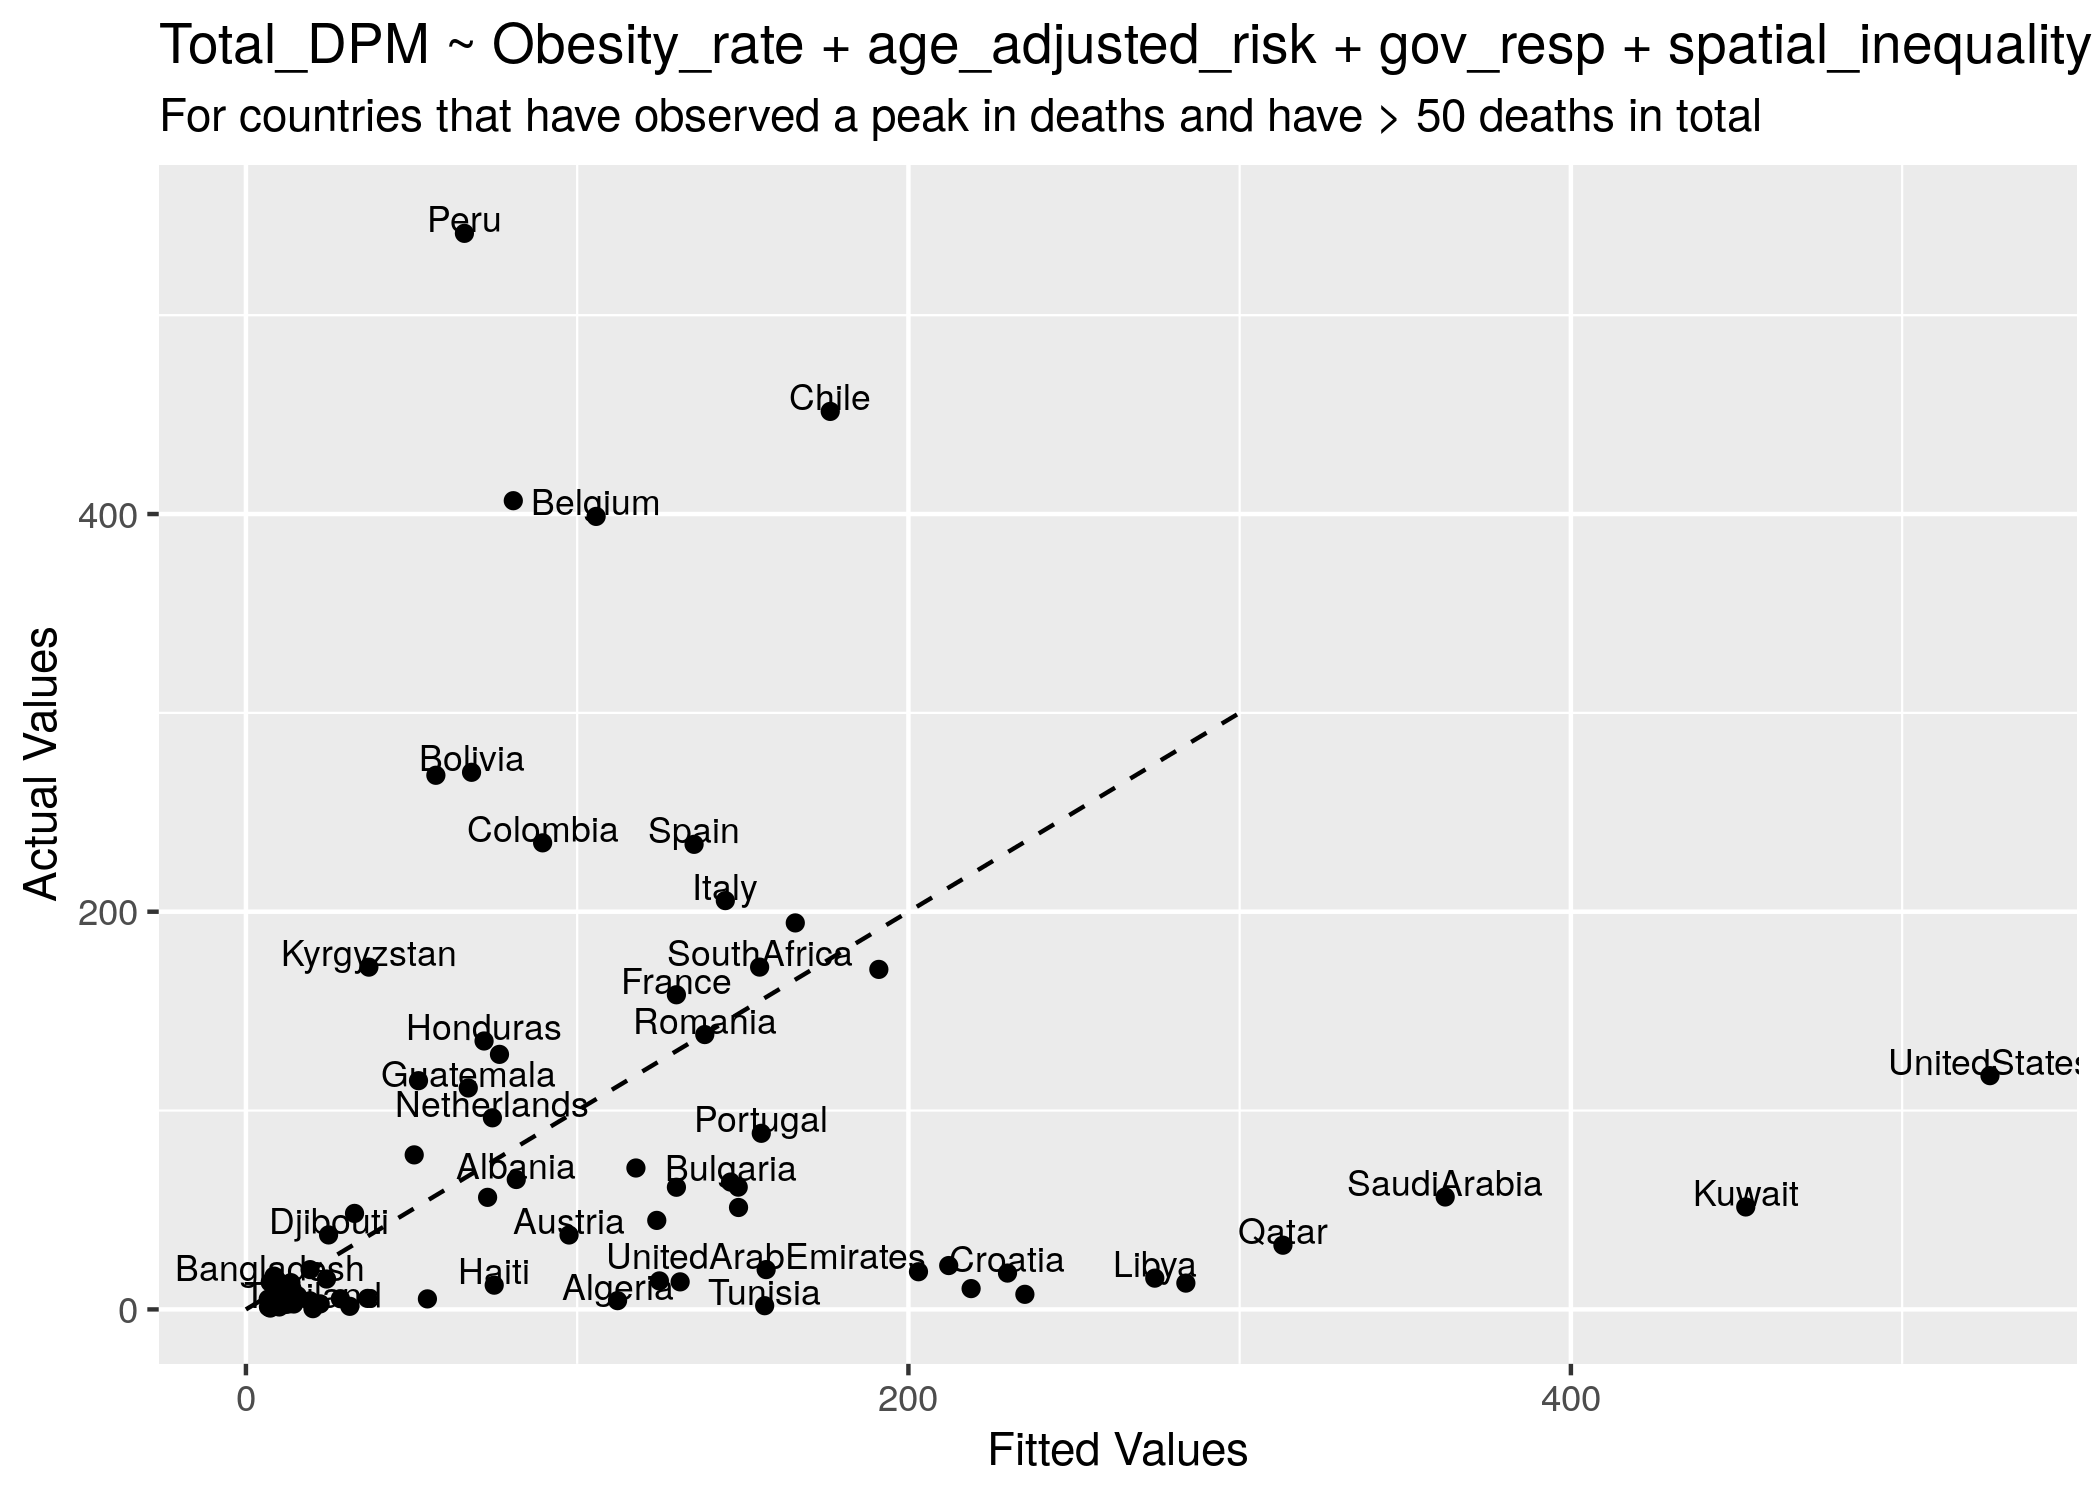 Total_DPM ~ Obesity_rate + age_adjusted_risk + gov_resp + spatial_inequality
For countries that have observed a peak in deaths and have > 50 deaths in total
Peru
Chile
Belgium
400
Bolivia
Colombia
Spain
Italy
200
Kyrgyzstan
SouthAfrica
France
Romania
Honduras
Guatemala
Netherlands
UnitedStates
Portugal
Albania
Bulgaria
SaudiArabia
Kuwait
Djibouti
Austria
Qatar
Bangladesh
Haiti
UnitedArabEmirates
Croatia
Libya
Thailand
Algeria
Tunisia
0
0
200
400
Fitted Values
Actual Values